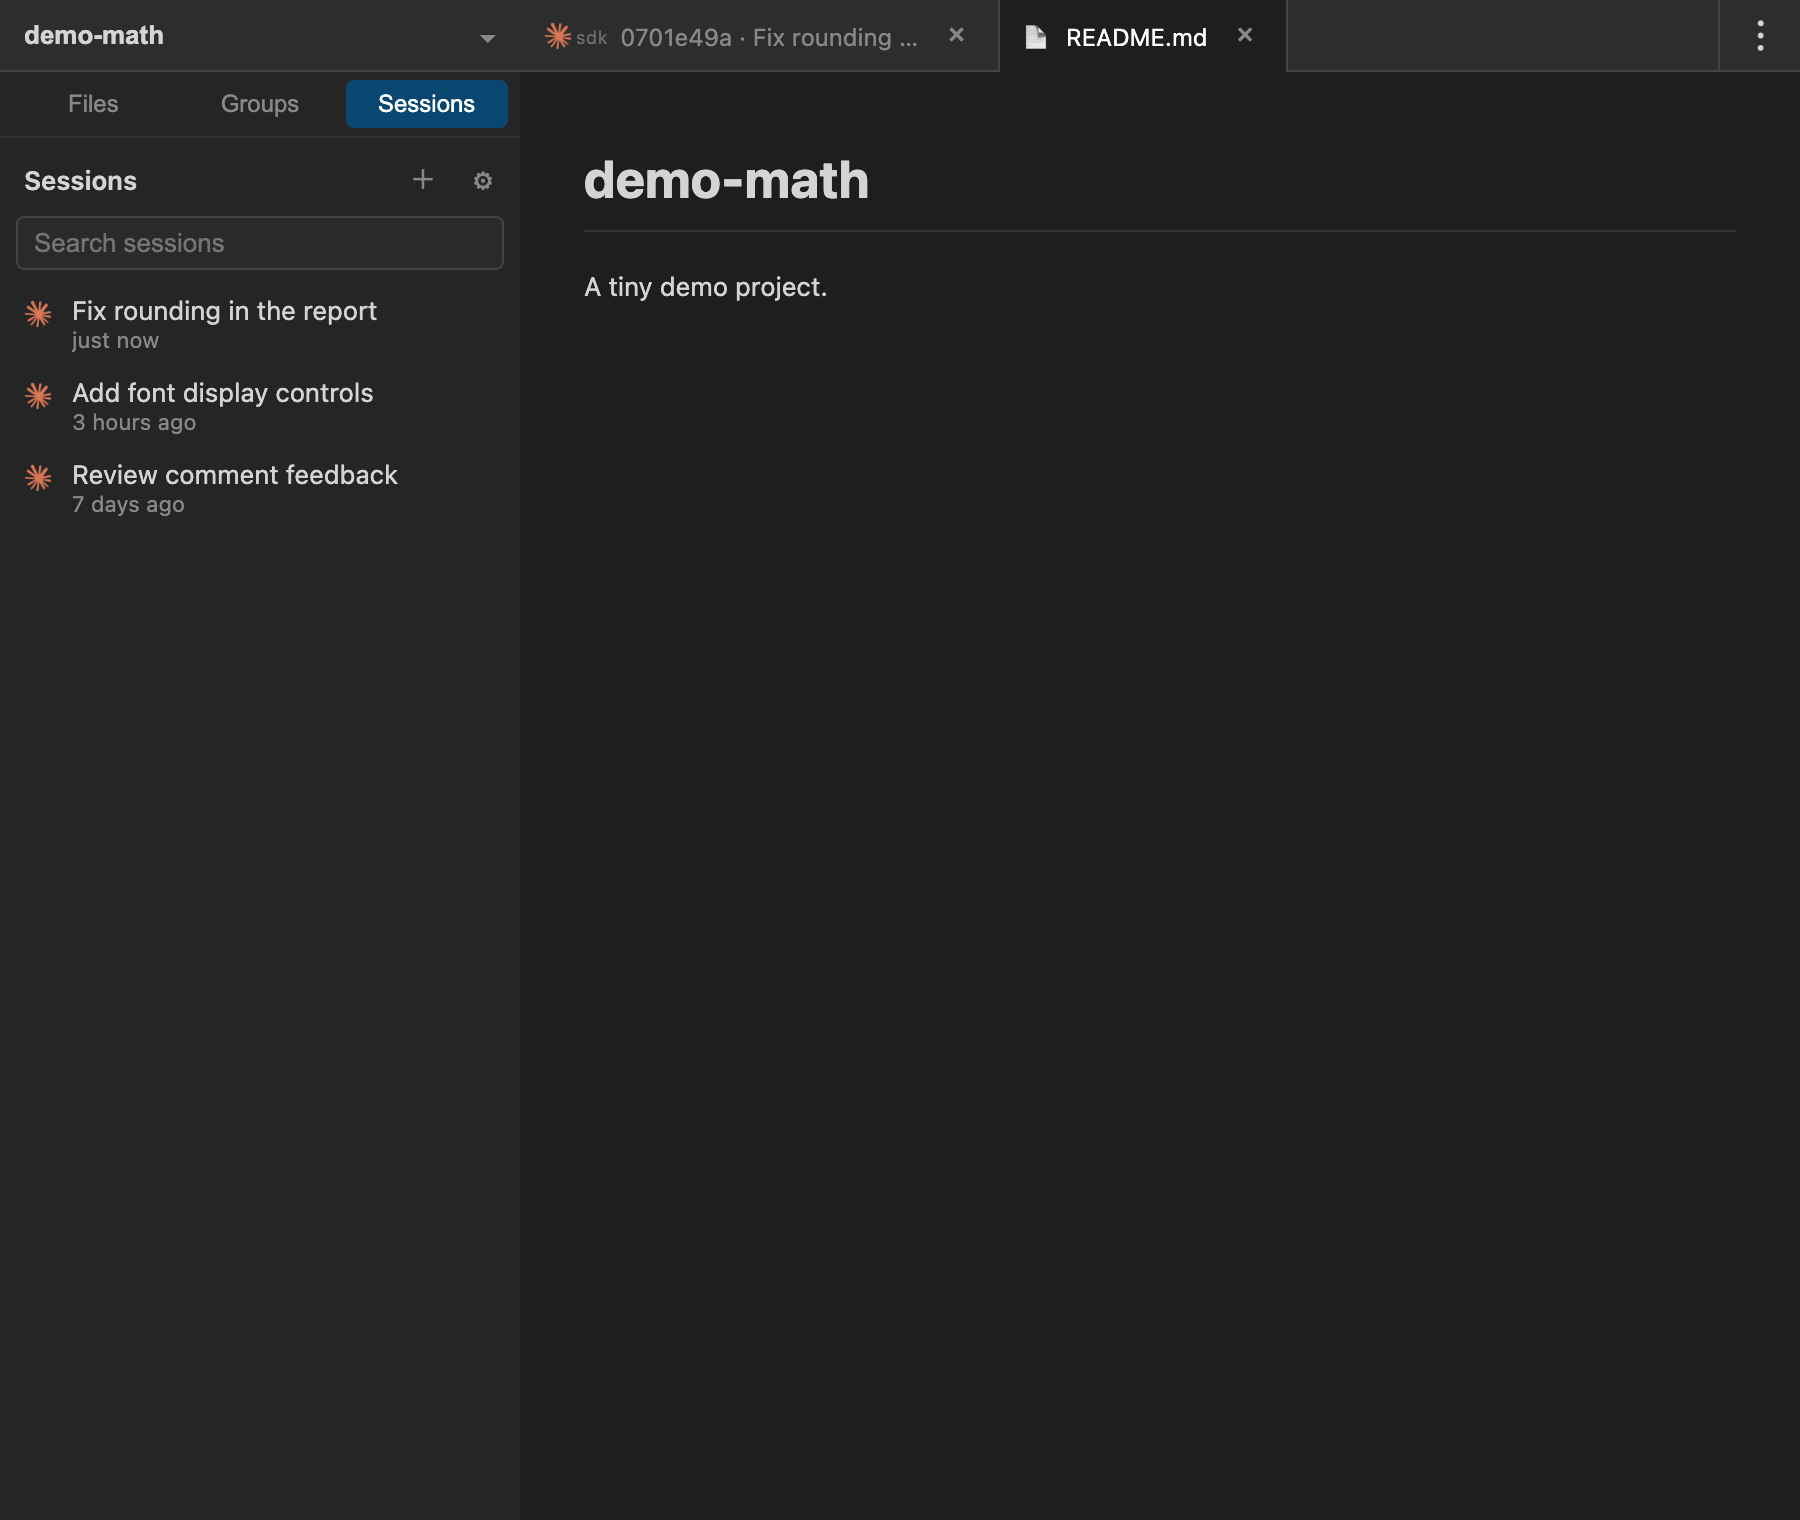 demo-math
sdk 0701e49a · Fix rounding ...
README.md
Files
Groups
Sessions
Sessions
Search sessions
Fix rounding in the report
just now
Add font display controls
3 hours ago
Review comment feedback
7 days ago
demo-math
A tiny demo project.